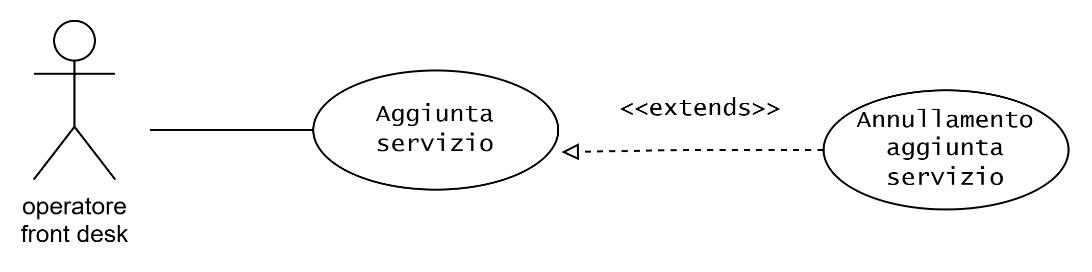 Aggiunta
servizio
<<extends>>
Annullamento
aggiunta
servizio
operatore
front desk